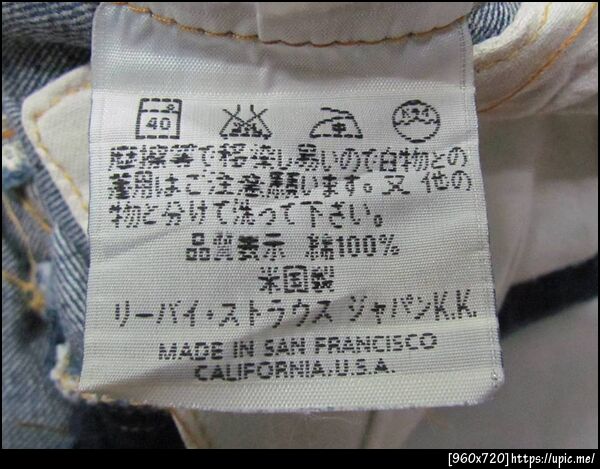 40
摩擦等で移染し易いので白物との
着用はご注意願います。又 他の
物と分けて洗って下さい。
品質表示 綿100%
米国製
リーバイ・ストラウス ジャパンK.K.
MADE IN SAN FRANCISCO
CALIFORNIA.U.S.A.
[960x720]https://upic.me/